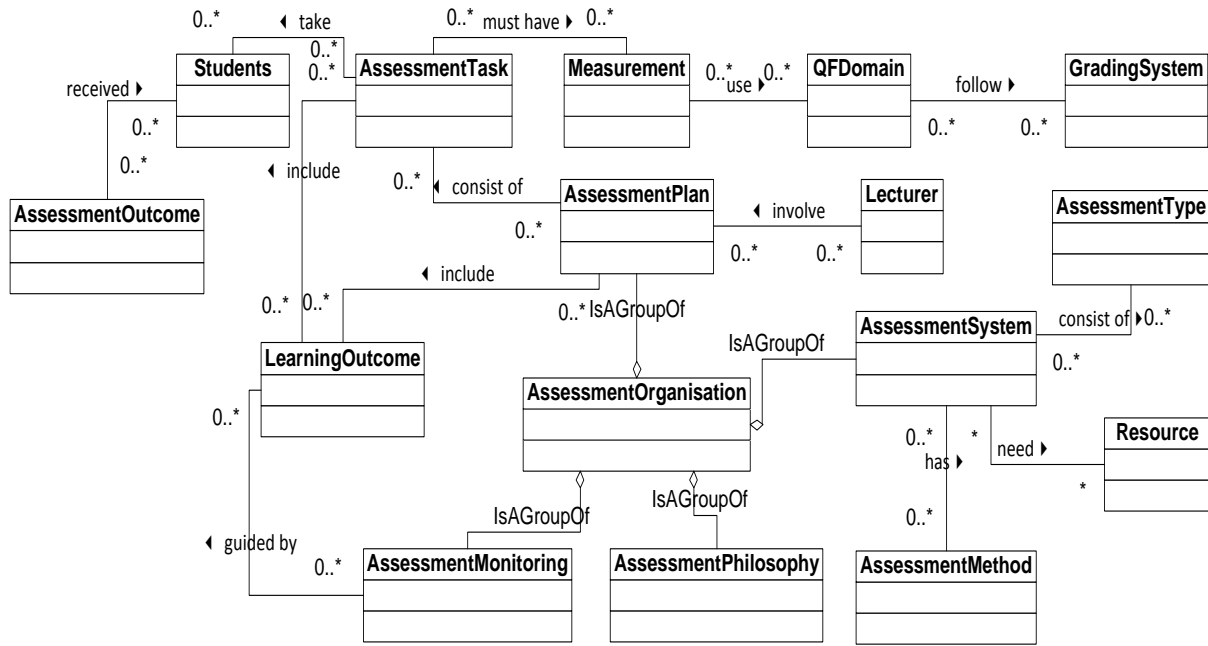 0..* ◄ take 0..* must have ► 0..*
0..*
Students AssessmentTask Measurement QFDomain GradingSystem
0..*
received ► 0..* 0..* use ► follow ►
0..* 0..* 0..*
0..* ◄ include 0..* ◄ consist of
AssessmentPlan Lecturer AssessmentType
AssessmentOutcome
◄ involve
0..* 0..* 0..*
◄ include
0..* 0..* 0..* IsAGroupOf
AssessmentSystem consist of ► 0..*
IsAGroupOf
LearningOutcome 0..*
AssessmentOrganisation
0..*
0..* * Resource
has ► need ►
IsAGroupOf *
IsAGroupOf
0..*
◄ guided by 0..*
AssessmentMonitoring AssessmentPhilosophy AssessmentMethod